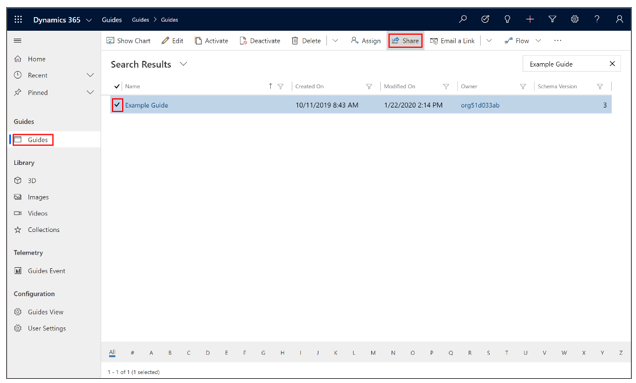 Dynamics 365 Guides Guides > Guides
Show Chart Edit Activate Deactivate Delete Assign Share Email a Link Flow ...
Home
Recent
Pinned
Guides
Guides
Library
3D
Images
Videos
Collections
Telemetry
Guides Event
Configuration
Guides View
User Settings
Search Results
Example Guide
Name Created On Modified On Owner Schema Version
Example Guide 10/11/2019 8:43 AM 1/22/2020 2:14 PM org51d033ab 3
All # A B C D E F G H I J K L M N O P Q R S T U V W X Y Z
1 - 1 of 1 (1 selected)